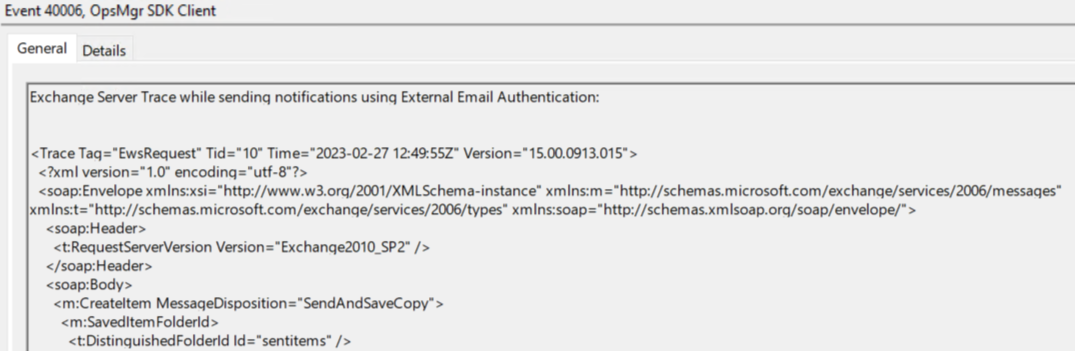 Event 40006, OpsMgr SDK Client
General
Details
Exchange Server Trace while sending notifications using External Email Authentication:
<Trace Tag="EwsRequest" Tid="10" Time="2023-02-27 12:49:55Z" Version="15.00.0913.015">
<?xml version="1.0" encoding="utf-8"?>
<soap:Envelope xmlns:xsi="http://www.w3.org/2001/XMLSchema-instance" xmlns:m="http://schemas.microsoft.com/exchange/services/2006/messages"
xmlns:t="http://schemas.microsoft.com/exchange/services/2006/types" xmlns:soap="http://schemas.xmlsoap.org/soap/envelope/">
<soap:Header>
<t:RequestServerVersion Version="Exchange2010_SP2" />
</soap:Header>
<soap:Body>
<m:CreateItem MessageDisposition="SendAndSaveCopy">
<m:SavedItemFolderId>
<t:DistinguishedFolderId Id="sentitems" />